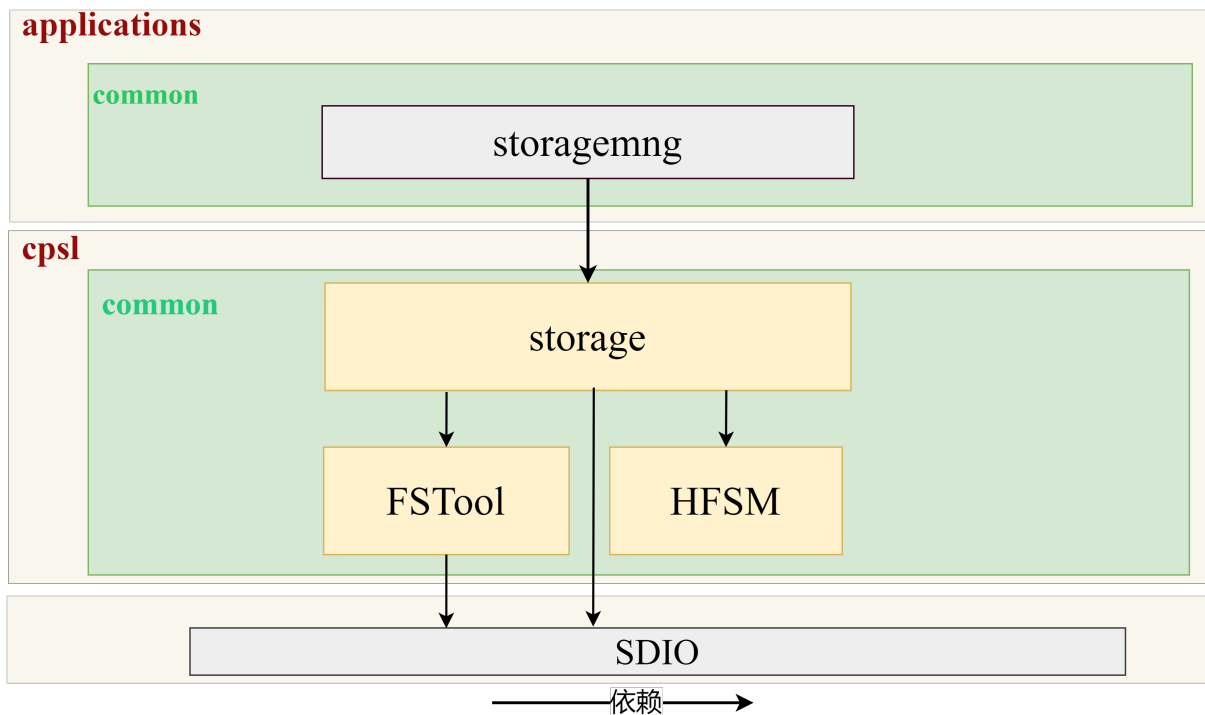 applications
common
storagemng
cpsl
common
storage
FSTool
HFSM
SDIO
依赖